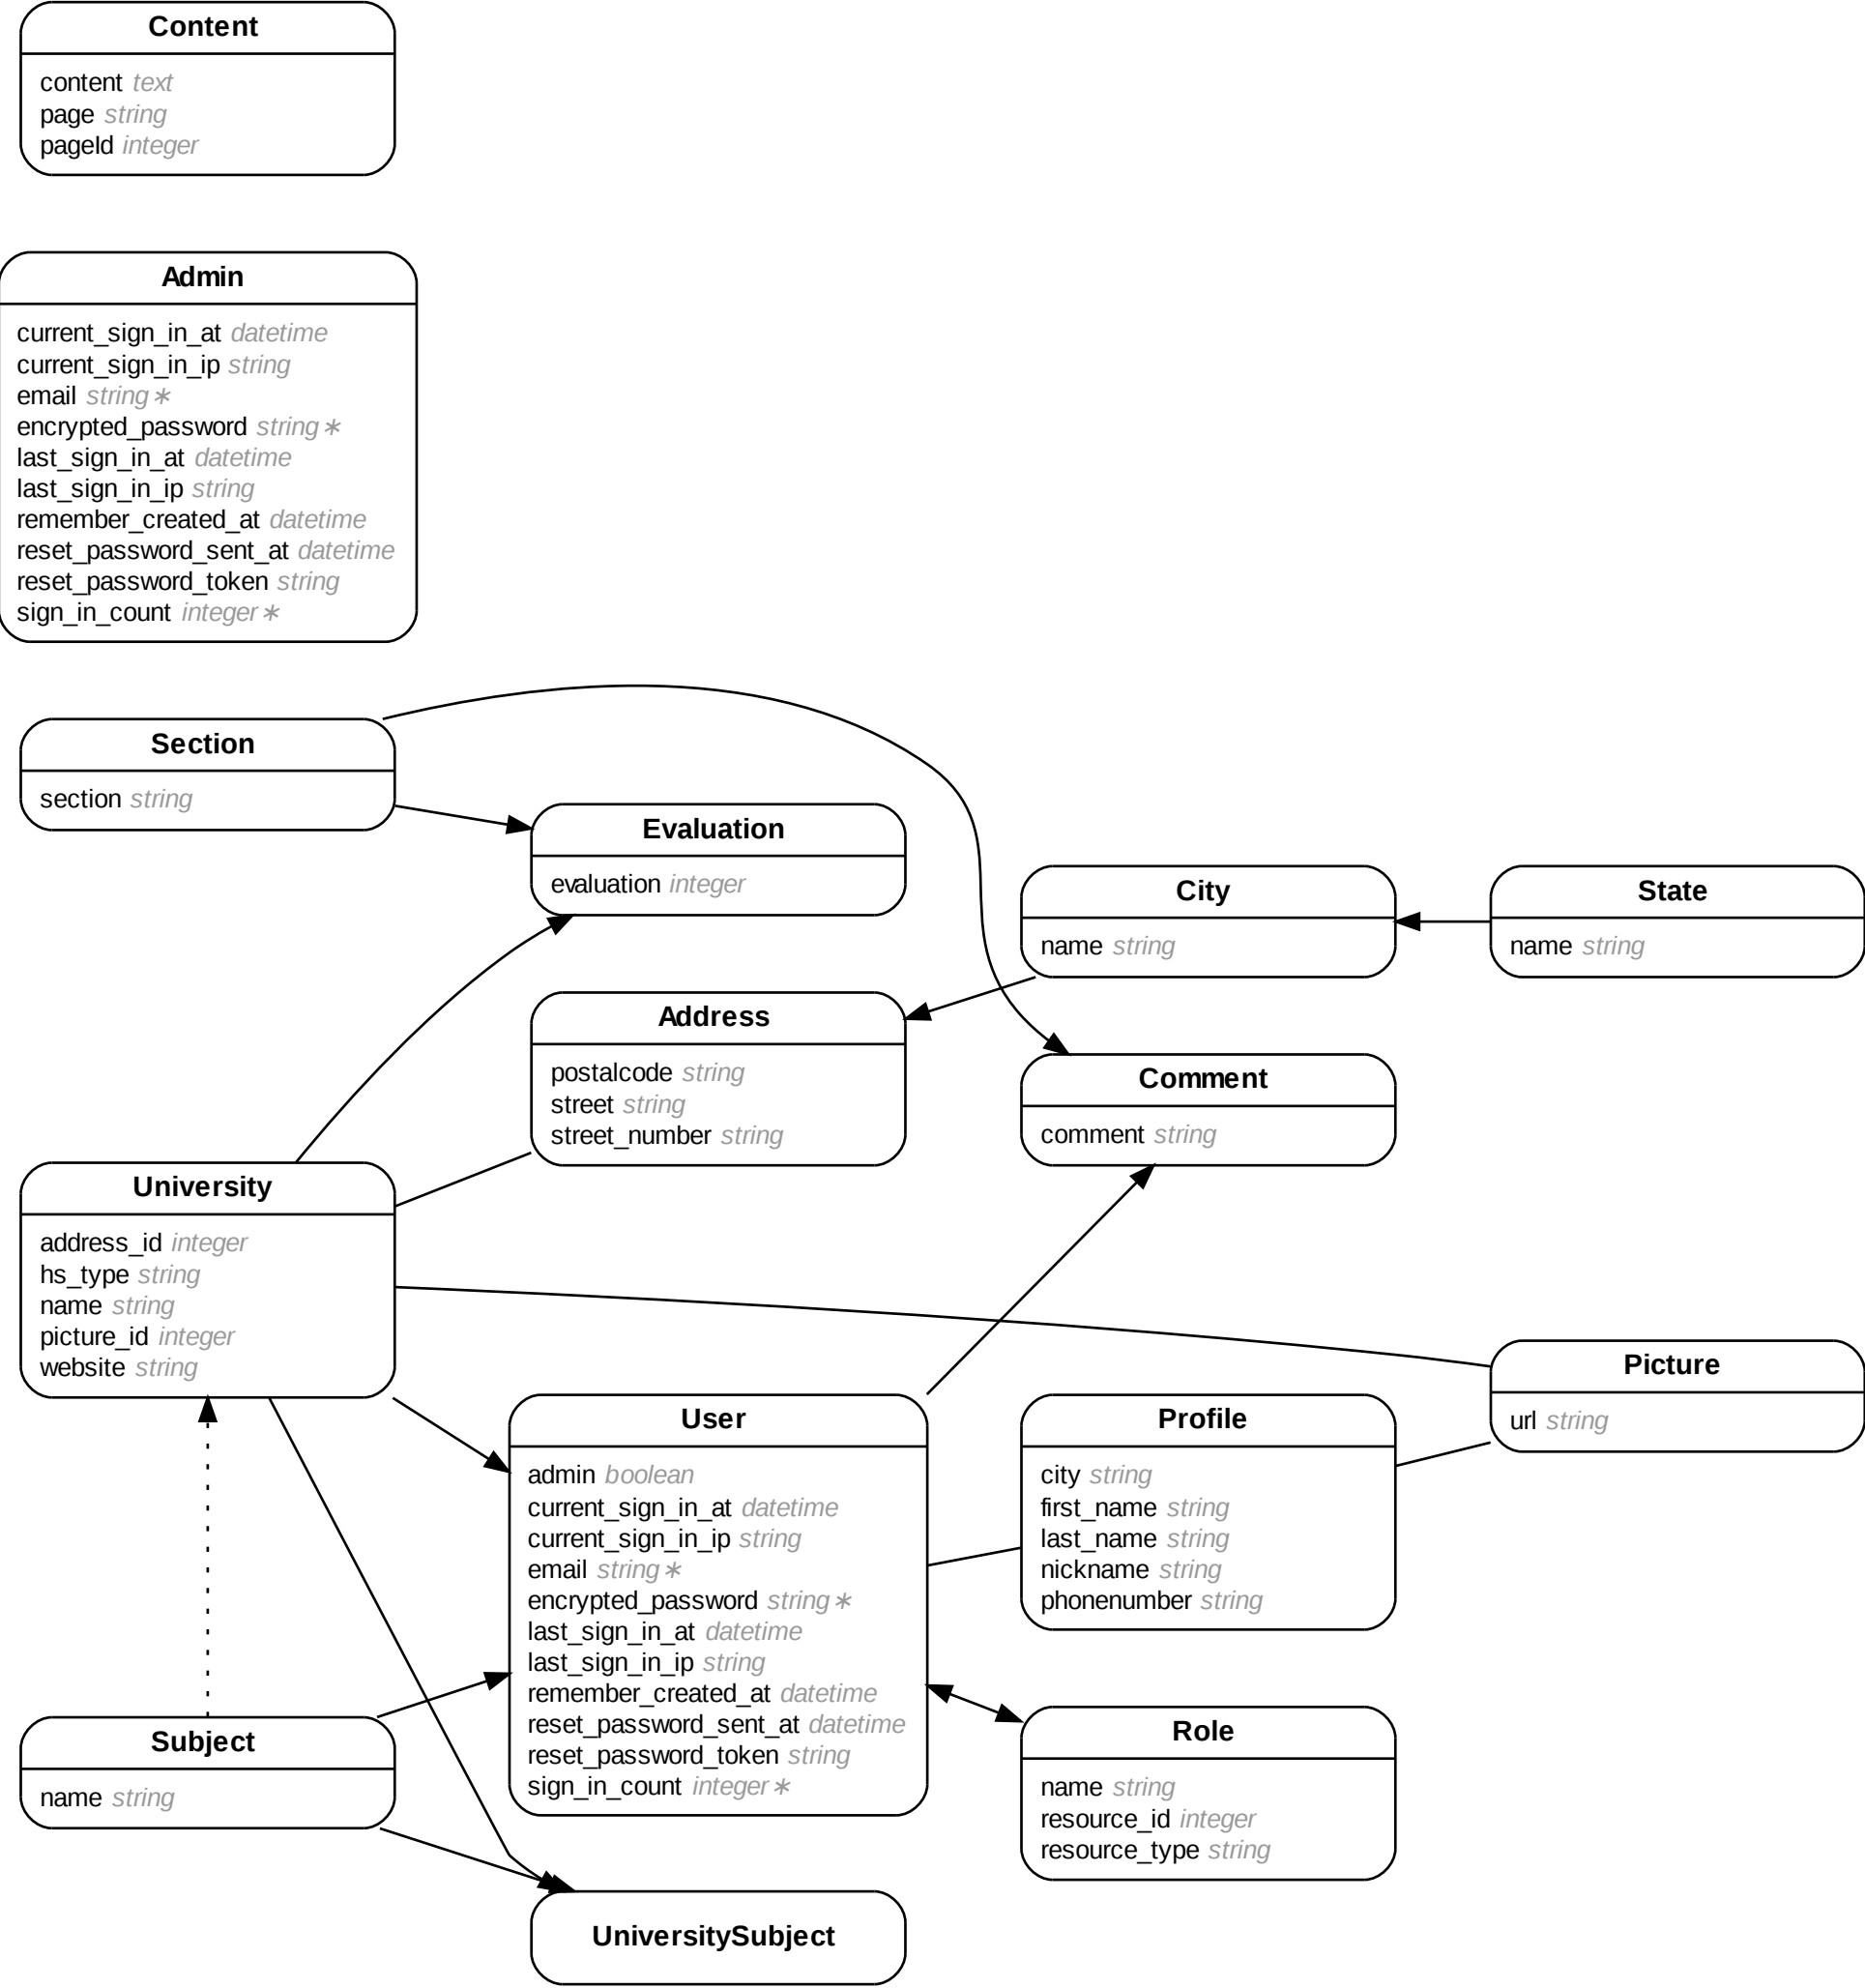 Content
content text
page string
pageId integer
Admin
current_sign_in_at datetime
current_sign_in_ip string
email string∗
encrypted_password string∗
last_sign_in_at datetime
last_sign_in_ip string
remember_created_at datetime
reset_password_sent_at datetime
reset_password_token string
sign_in_count integer∗
Section
section string
Evaluation
evaluation integer
City
name string
State
name string
Address
postalcode string
street string
street_number string
Comment
comment string
University
address_id integer
hs_type string
name string
picture_id integer
website string
Picture
url string
User
admin boolean
current_sign_in_at datetime
current_sign_in_ip string
email string∗
encrypted_password string∗
last_sign_in_at datetime
last_sign_in_ip string
remember_created_at datetime
reset_password_sent_at datetime
reset_password_token string
sign_in_count integer∗
Profile
city string
first_name string
last_name string
nickname string
phonenumber string
Subject
name string
Role
name string
resource_id integer
resource_type string
UniversitySubject